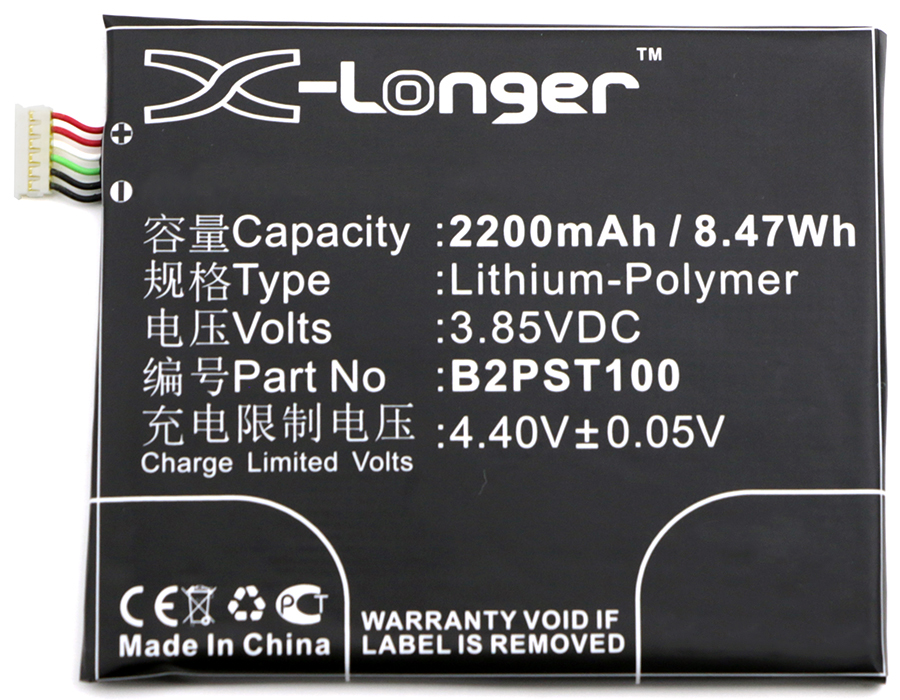 X-Longer™
容量Capacity :2200mAh / 8.47Wh
规格Type :Lithium-Polymer
电压Volts :3.85VDC
编号Part No :B2PST100
充电限制电压 :4.40V±0.05V
Charge Limited Volts
CE PCT
Made In China
WARRANTY VOID IF
LABEL IS REMOVED